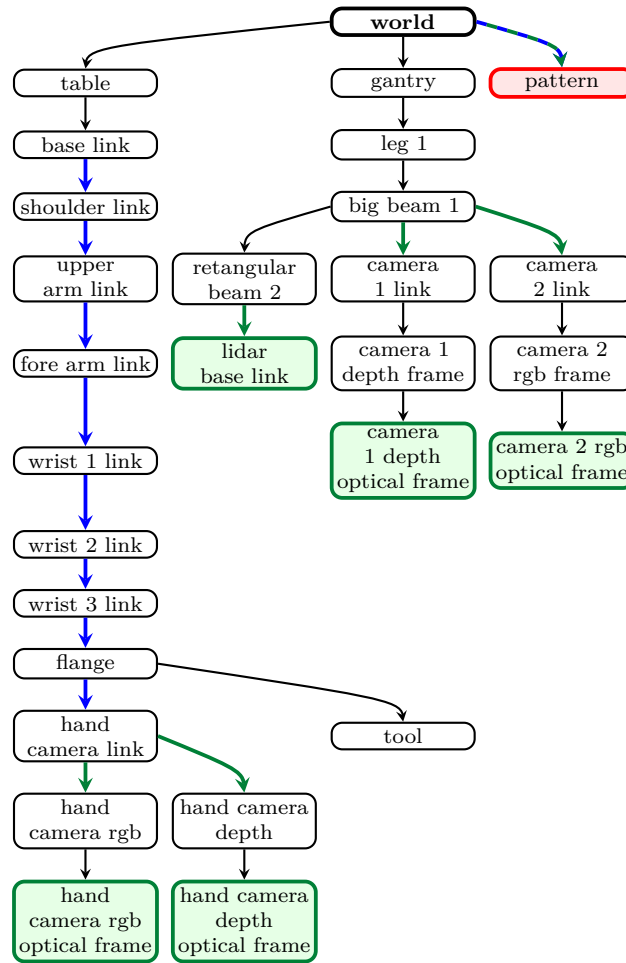 world
table
gantry
pattern
base link
leg 1
shoulder link
big beam 1
upper
arm link
retangular
beam 2
camera
1 link
camera
2 link
fore arm link
lidar
base link
camera 1
depth frame
camera 2
rgb frame
wrist 1 link
camera
1 depth
optical frame
camera 2 rgb
optical frame
wrist 2 link
wrist 3 link
flange
hand
camera link
tool
hand
camera rgb
hand camera
depth
hand
camera rgb
optical frame
hand camera
depth
optical frame